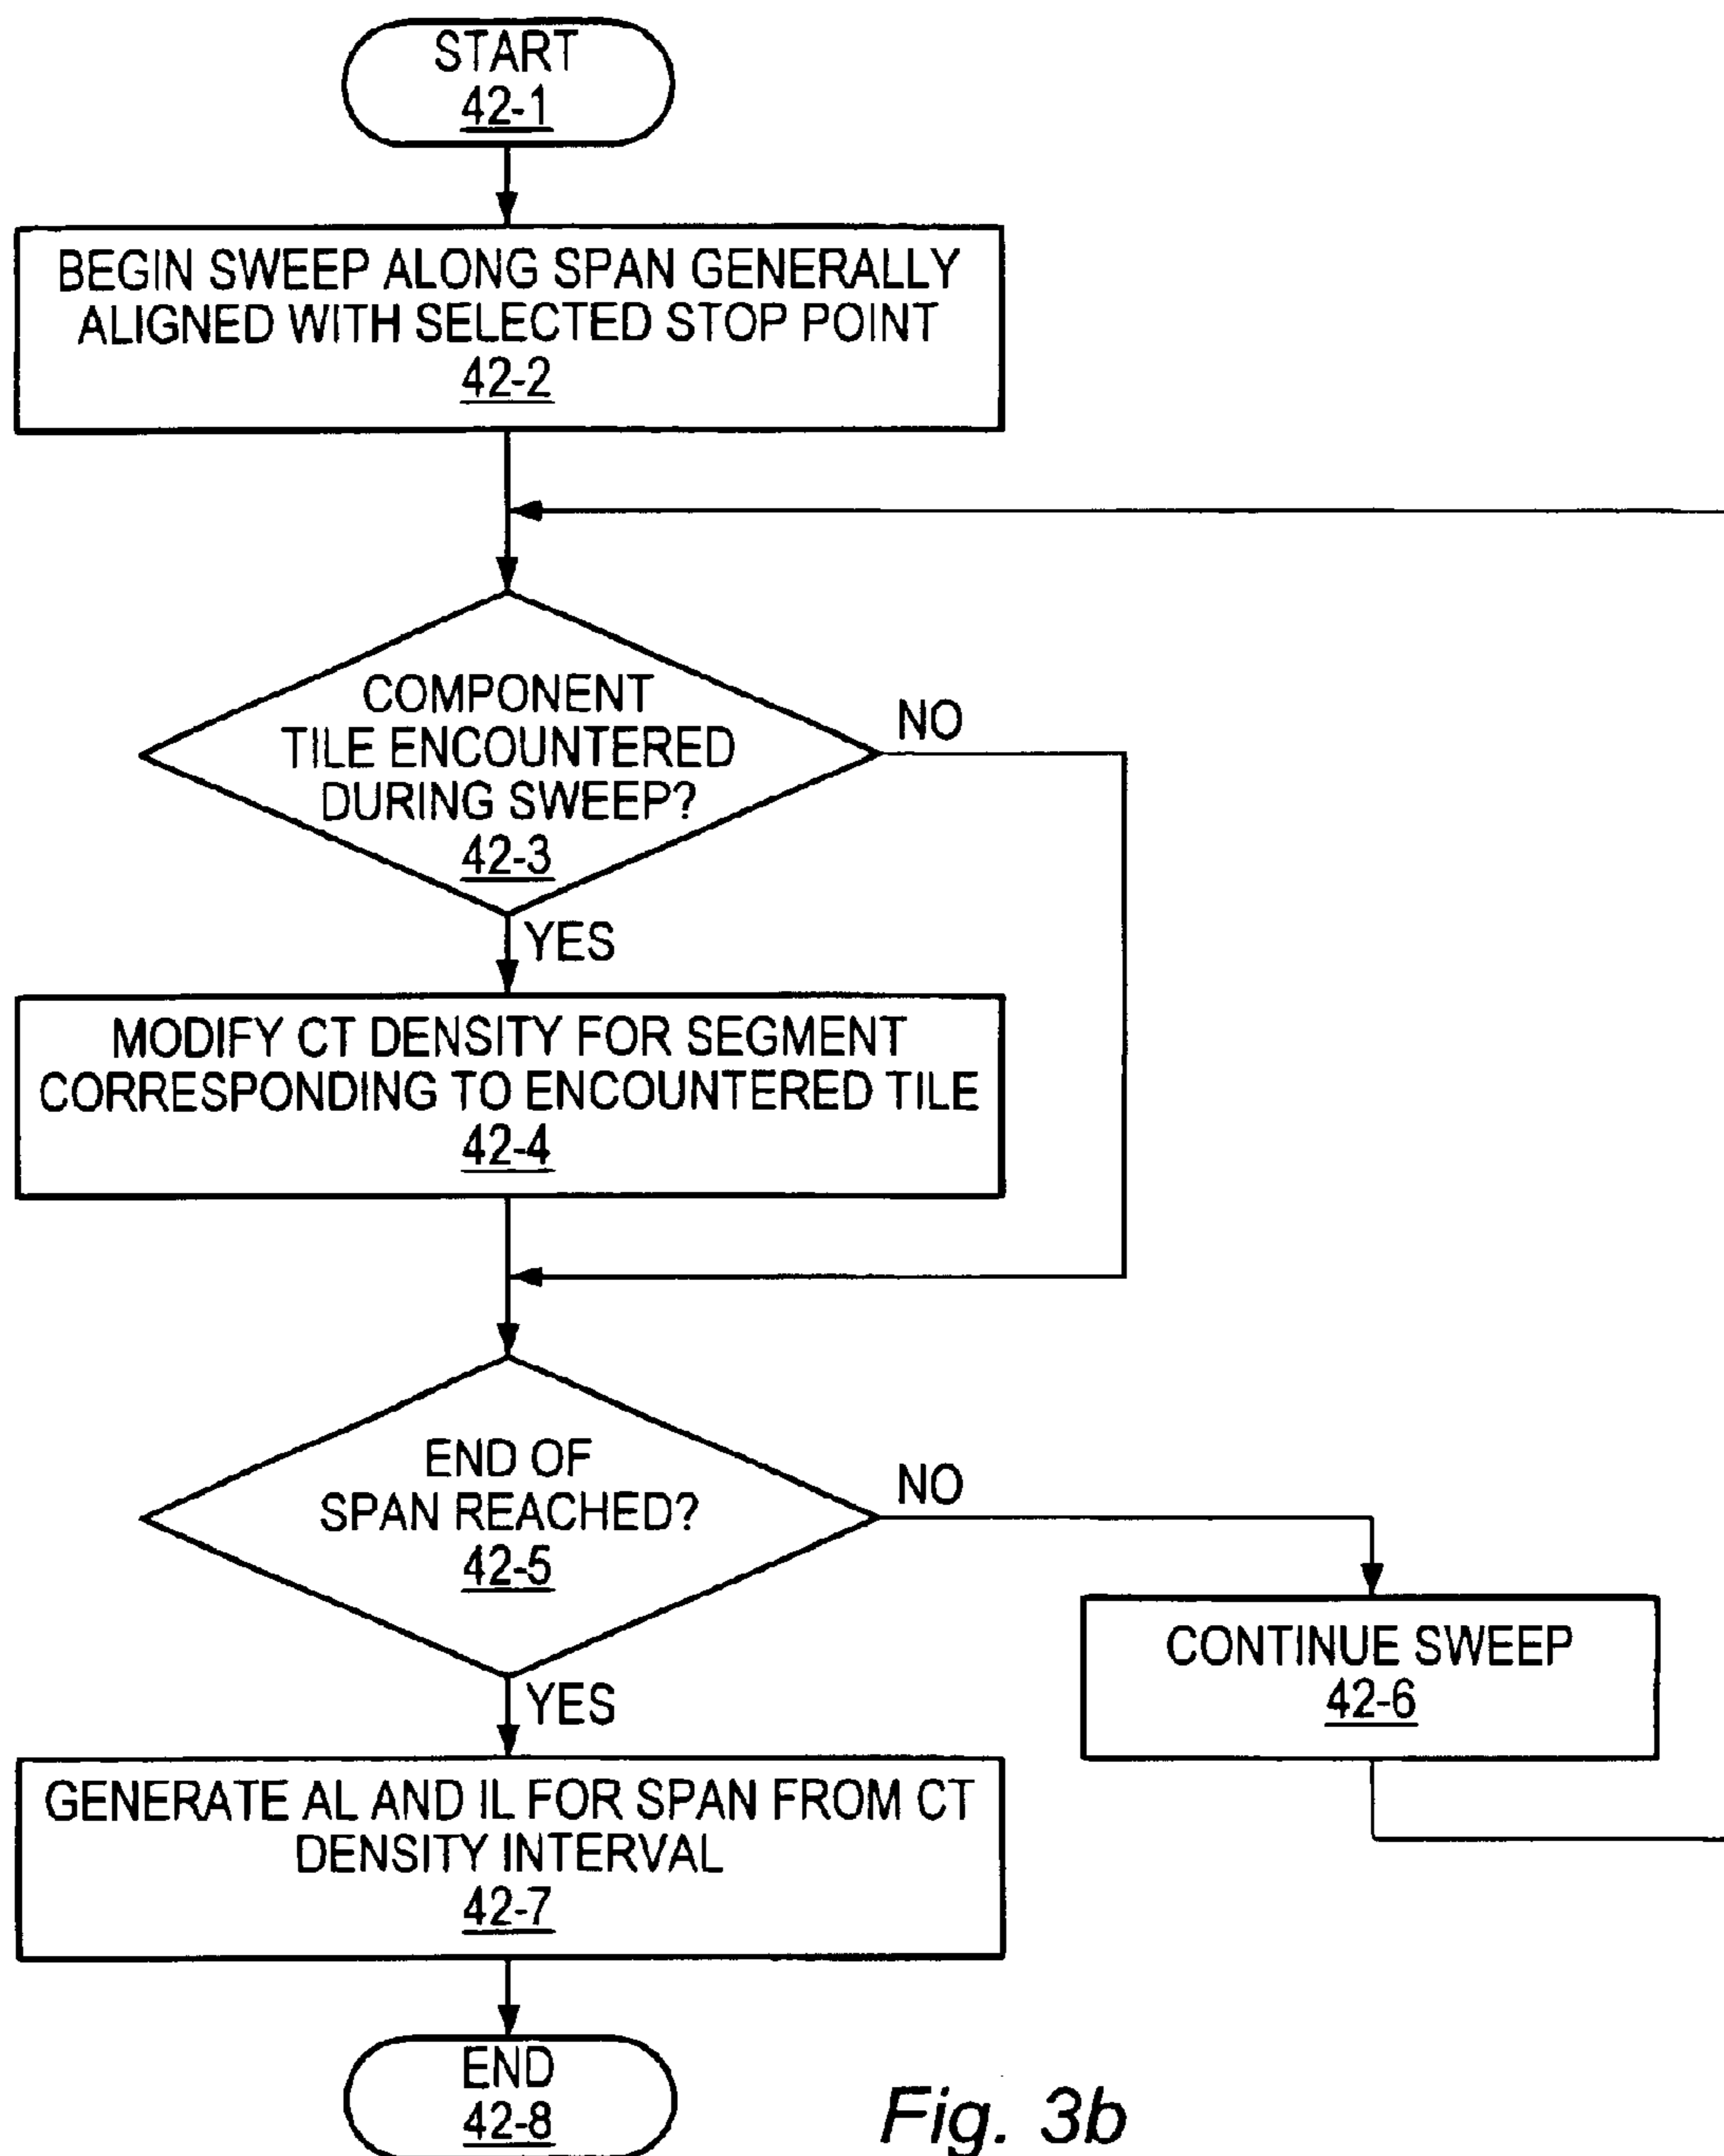 START
42-1
BEGIN SWEEP ALONG SPAN GENERALLY
ALIGNED WITH SELECTED STOP POINT
42-2
COMPONENT
TILE ENCOUNTERED
DURING SWEEP?
42-3
NO
YES
MODIFY CT DENSITY FOR SEGMENT
CORRESPONDING TO ENCOUNTERED TILE
42-4
END OF
SPAN REACHED?
42-5
NO
CONTINUE SWEEP
42-6
YES
GENERATE AL AND IL FOR SPAN FROM CT
DENSITY INTERVAL
42-7
END
42-8
Fig. 3b